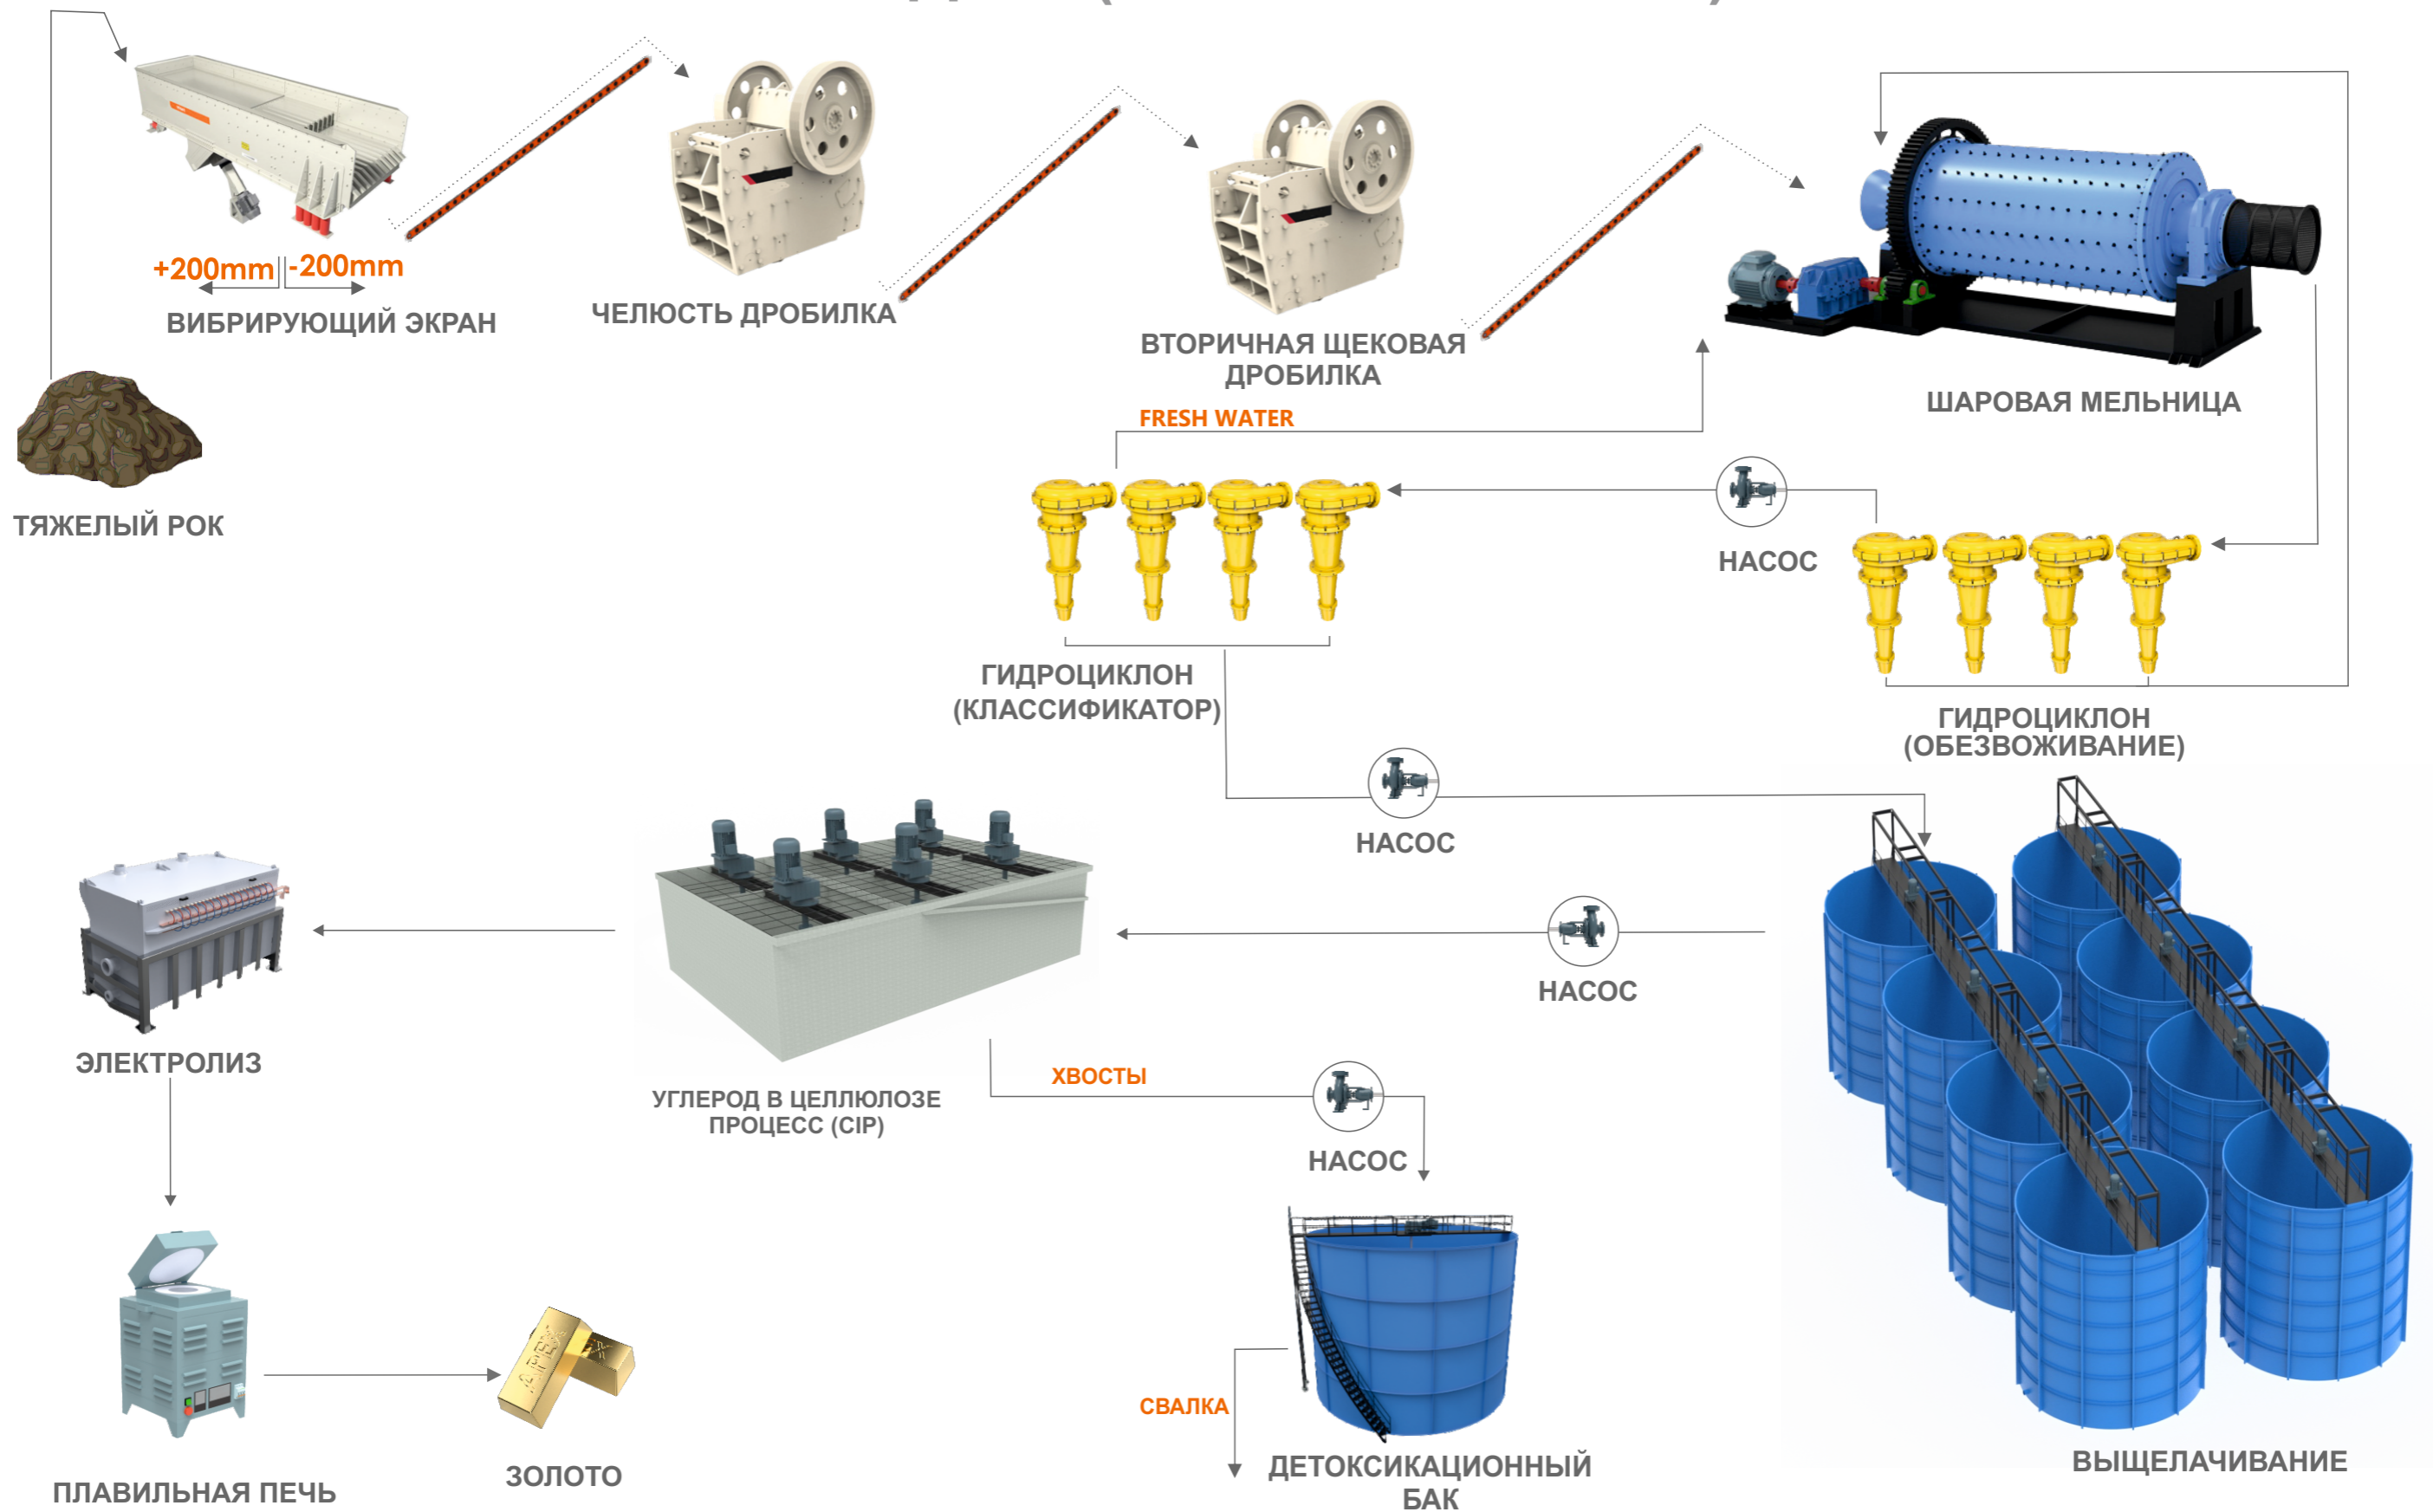 +200mm
-200mm
ВИБРИРУЮЩИЙ ЭКРАН
ЧЕЛЮСТЬ ДРОБИЛКА
ВТОРИЧНАЯ ЩЕКОВАЯ
ДРОБИЛКА
ШАРОВАЯ МЕЛЬНИЦА
FRESH WATER
ТЯЖЕЛЫЙ РОК
НАСОС
ГИДРОЦИКЛОН
(КЛАССИФИКАТОР)
ГИДРОЦИКЛОН
(ОБЕЗВОЖИВАНИЕ)
НАСОС
НАСОС
ЭЛЕКТРОЛИЗ
УГЛЕРОД В ЦЕЛЛЮЛОЗЕ
ПРОЦЕСС (CIP)
ХВОСТЫ
НАСОС
APEX
СВАЛКА
ДЕТОКСИКАЦИОННЫЙ
БАК
ВЫЩЕЛАЧИВАНИЕ
ЗОЛОТО
ПЛАВИЛЬНАЯ ПЕЧЬ